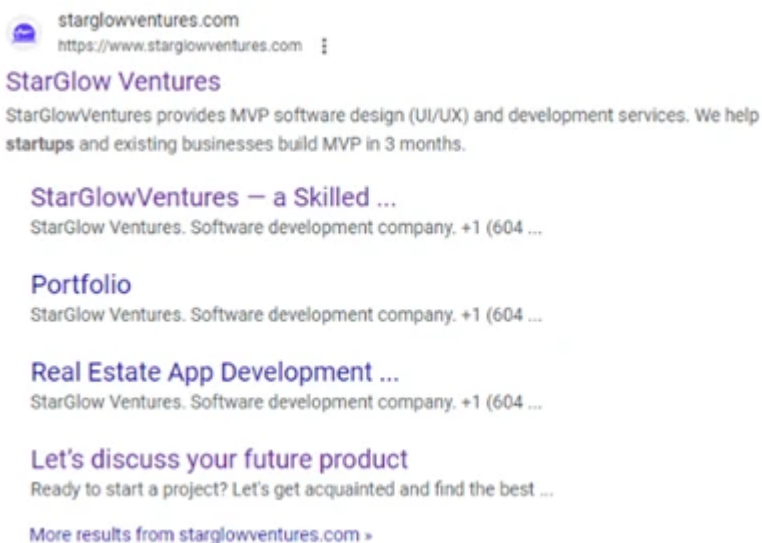 starglowventures.com
https://www.starglowventures.com
StarGlow Ventures
StarGlowVentures provides MVP software design (UI/UX) and development services. We help
startups and existing businesses build MVP in 3 months.
StarGlowVentures — a Skilled ...
StarGlow Ventures. Software development company. +1 (604 ...
Portfolio
StarGlow Ventures. Software development company. +1 (604 ...
Real Estate App Development ...
StarGlow Ventures. Software development company. +1 (604 ...
Let's discuss your future product
Ready to start a project? Let's get acquainted and find the best ...
More results from starglowventures.com »